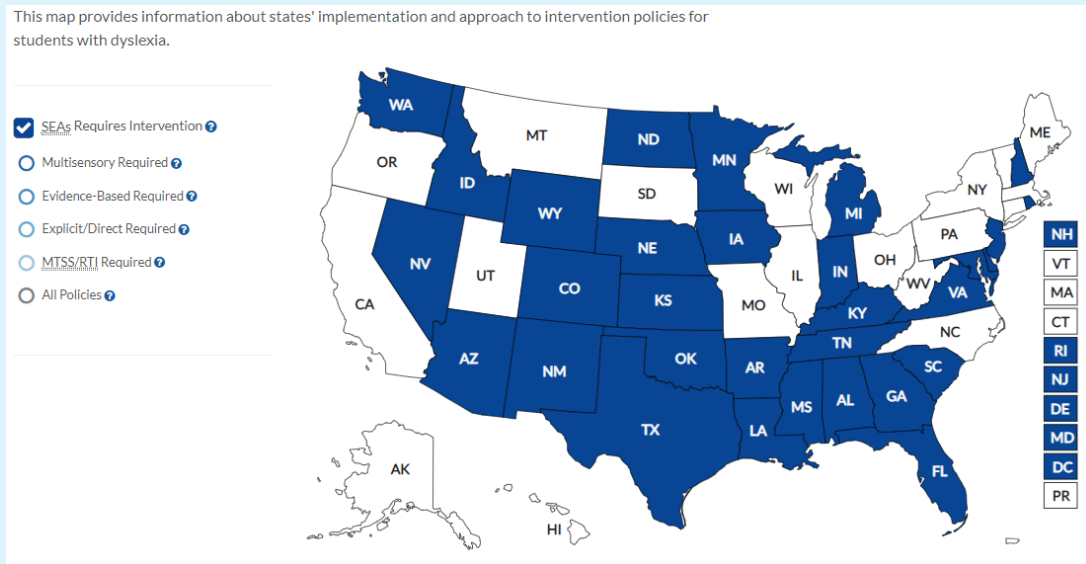 This map provides information about states' implementation and approach to intervention policies for
students with dyslexia.
SEAs Requires Intervention ?
Multisensory Required ?
Evidence-Based Required ?
Explicit/Direct Required ?
MTSS/RTI Required ?
All Policies ?
WA
MT
ND
MN
ME
OR
ID
SD
WI
NY
WY
MI
NV
UT
NE
IA
PA
CO
IL
IN
OH
WV
VA
CA
KS
MO
KY
NC
AZ
NM
OK
AR
TN
SC
TX
LA
MS
AL
GA
FL
AK
HI
NH
VT
MA
CT
RI
NJ
DE
MD
DC
PR